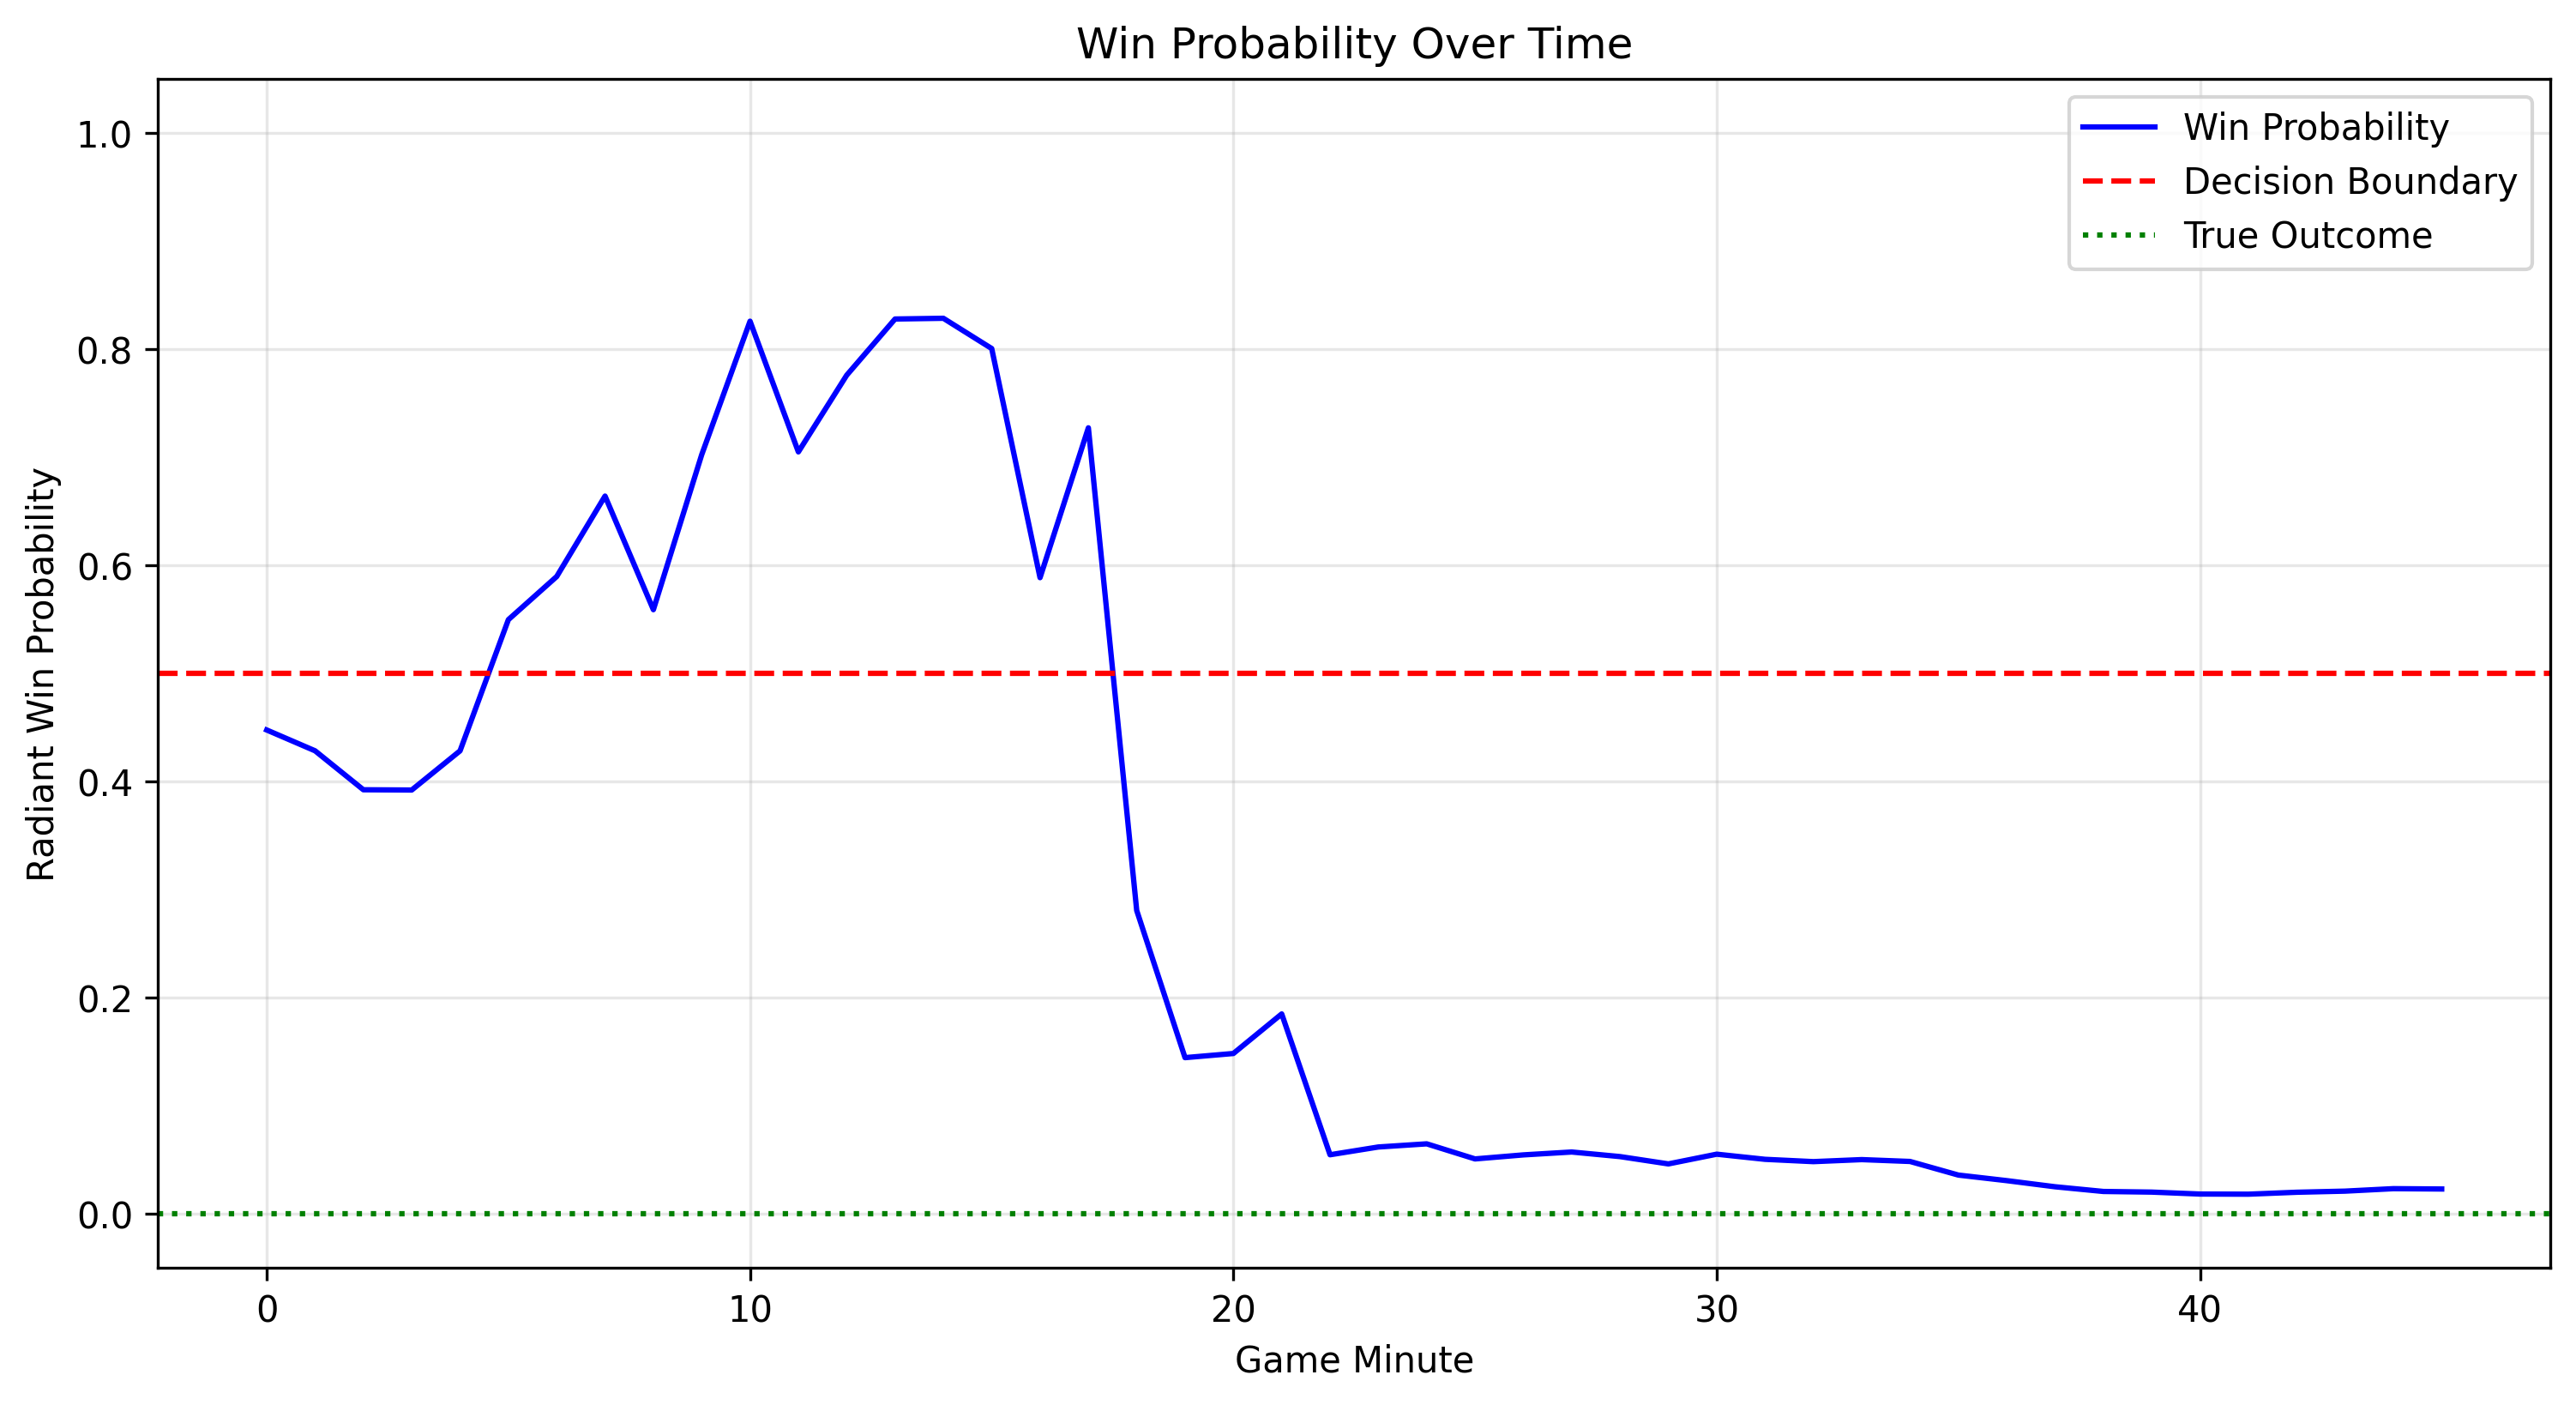 Win Probability Over Time
Win Probability
Decision Boundary
True Outcome
Radiant Win Probability
1.0
0.8
0.6
0.4
0.2
0.0
0 10 20 30 40
Game Minute